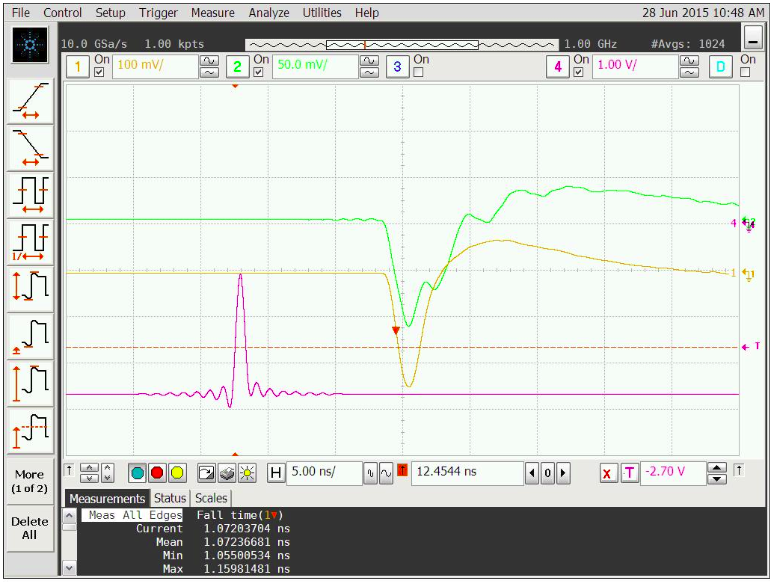 File Control Setup Trigger Measure Analyze Utilities Help 28 Jun 2015 10:48 AM
10.0 GSa/s 1.00 kpts 1.00 GHz #Avgs: 1024
1 On 100 mV/ 2 On 50.0 mV/ 3 On 4 On 1.00 V/ D On
4
1
T
H 5.00 ns/ T 12.4544 ns 0 X T -2.70 V
More
(1 of 2)
Delete
All
Measurements Status Scales
Meas All Edges Fall time(1▼)
Current 1.07203704 ns
Mean 1.07236681 ns
Min 1.05500534 ns
Max 1.15981481 ns